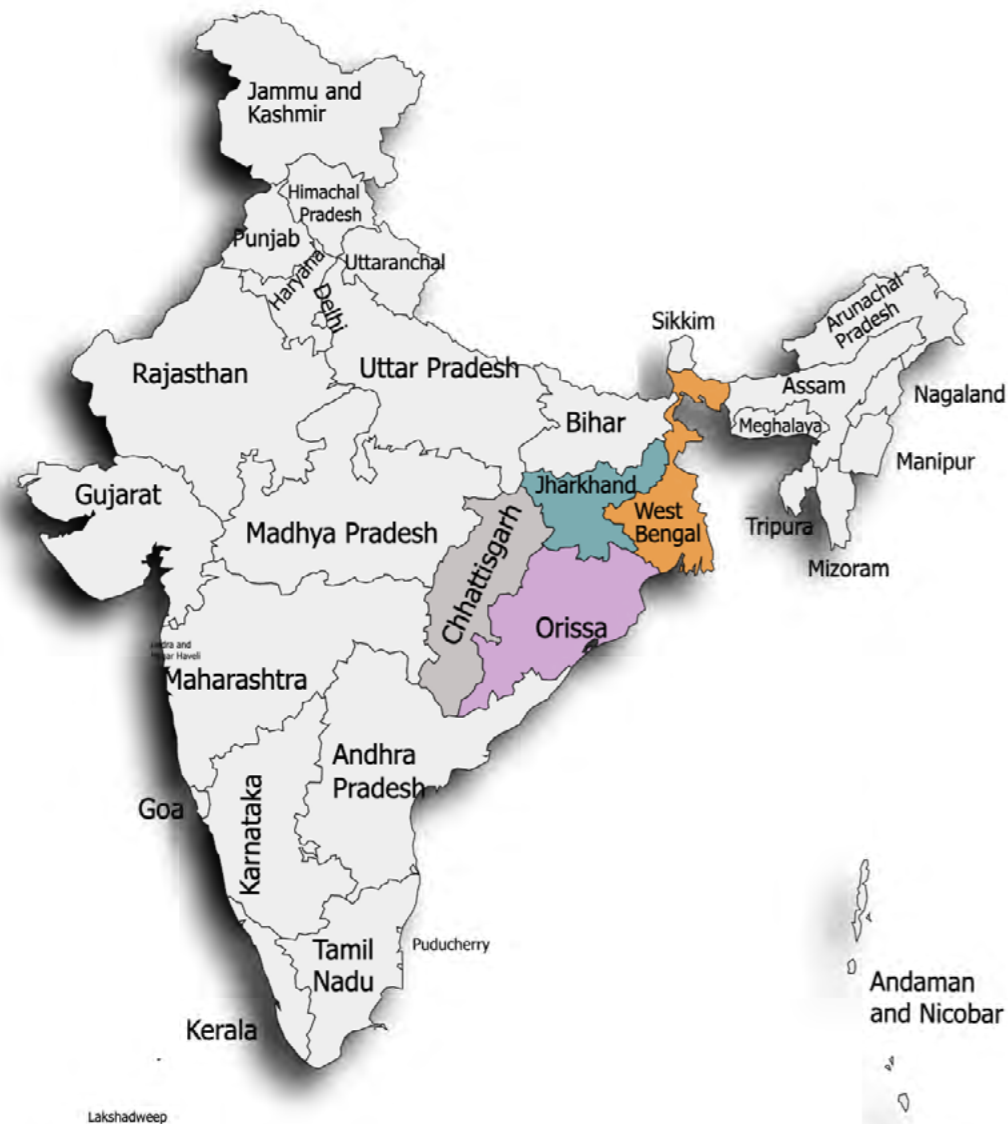 Jammu and
Kashmir
Himachal
Pradesh
Punjab
Uttaranchal
Haryana
Delhi
Arunachal
Pradesh
Sikkim
Rajasthan
Uttar Pradesh
Assam
Nagaland
Bihar
Meghalaya
Manipur
Gujarat
Jharkhand
Madhya Pradesh
West
Bengal
Tripura
Mizoram
Chhattisgarh
Orissa
and
Haveli
Maharashtra
Andhra
Pradesh
Goa
Karnataka
Puducherry
Tamil
Nadu
Andaman
and Nicobar
Kerala
Lakshadweep